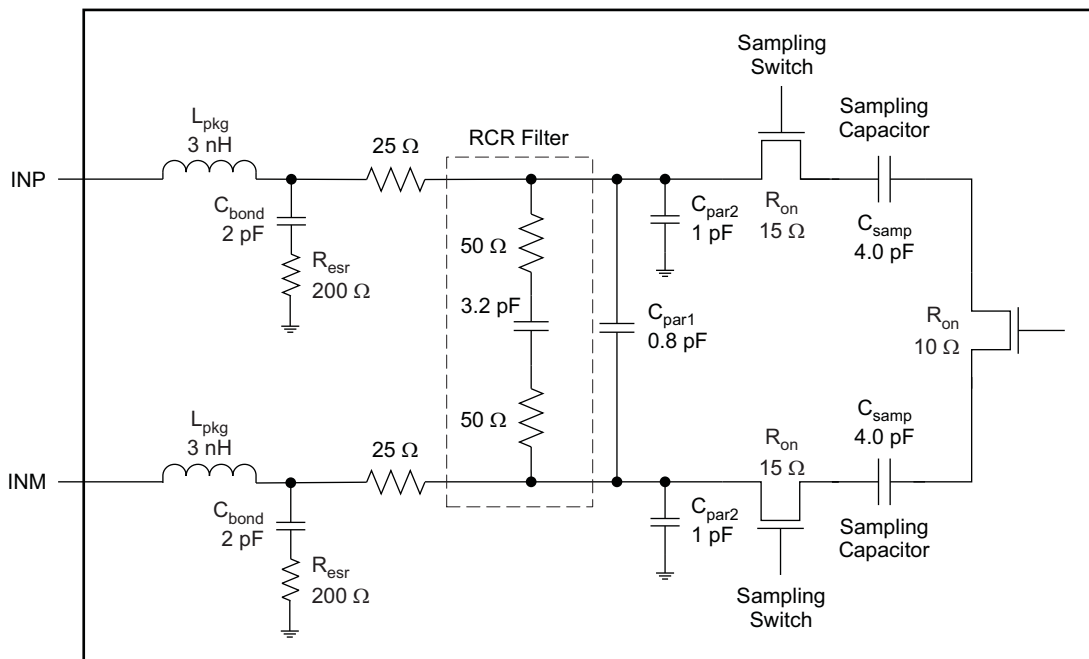 Sampling
Switch
Sampling
Capacitor
L_pkg
3 nH
25 Ω
RCR Filter
INP
C_bond
2 pF
R_esr
200 Ω
50 Ω
3.2 pF
50 Ω
C_par1
0.8 pF
C_par2
1 pF
R_on
15 Ω
C_samp
4.0 pF
R_on
10 Ω
L_pkg
3 nH
25 Ω
INM
C_bond
2 pF
R_esr
200 Ω
C_par2
1 pF
R_on
15 Ω
C_samp
4.0 pF
Sampling
Capacitor
Sampling
Switch